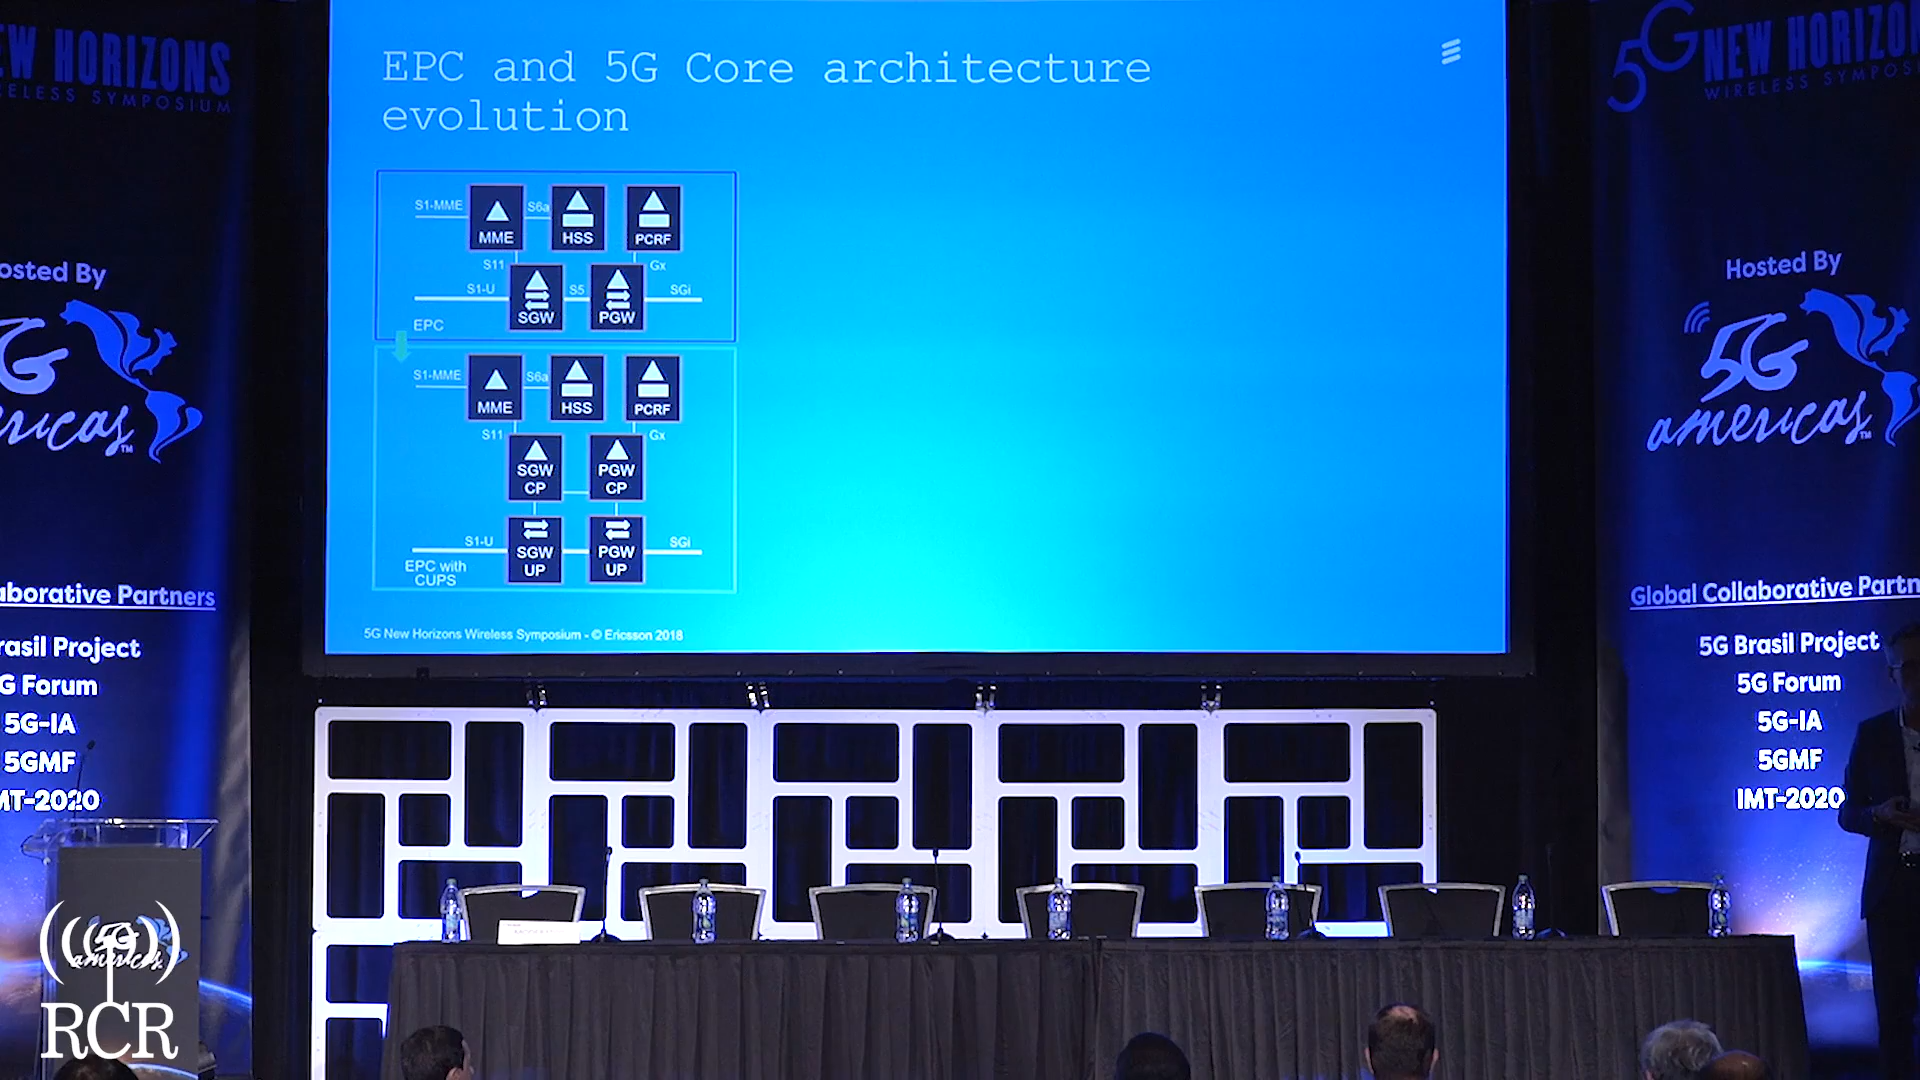 EPC and 5G Core architecture
evolution
S1-MME
MME
S6a
HSS
PCRF
S11
Gx
S1-U
SGW
S5
PGW
SGi
EPC
S1-MME
MME
S6a
HSS
PCRF
S11
Gx
SGW
CP
PGW
CP
S1-U
SGW
UP
PGW
UP
SGi
EPC with
CUPS
5G New Horizons Wireless Symposium - © Ericsson 2018
EW HORIZONS
RELESS SYMPOSIUM
osted By
G
ericas™
aborative Partners
rasil Project
G Forum
5G-IA
5GMF
MT-2020
5G NEW HORIZO
WIRELESS SYMPOS
Hosted By
5G
americas™
Global Collaborative Partn
5G Brasil Project
5G Forum
5G-IA
5GMF
IMT-2020
5G
americas
RCR